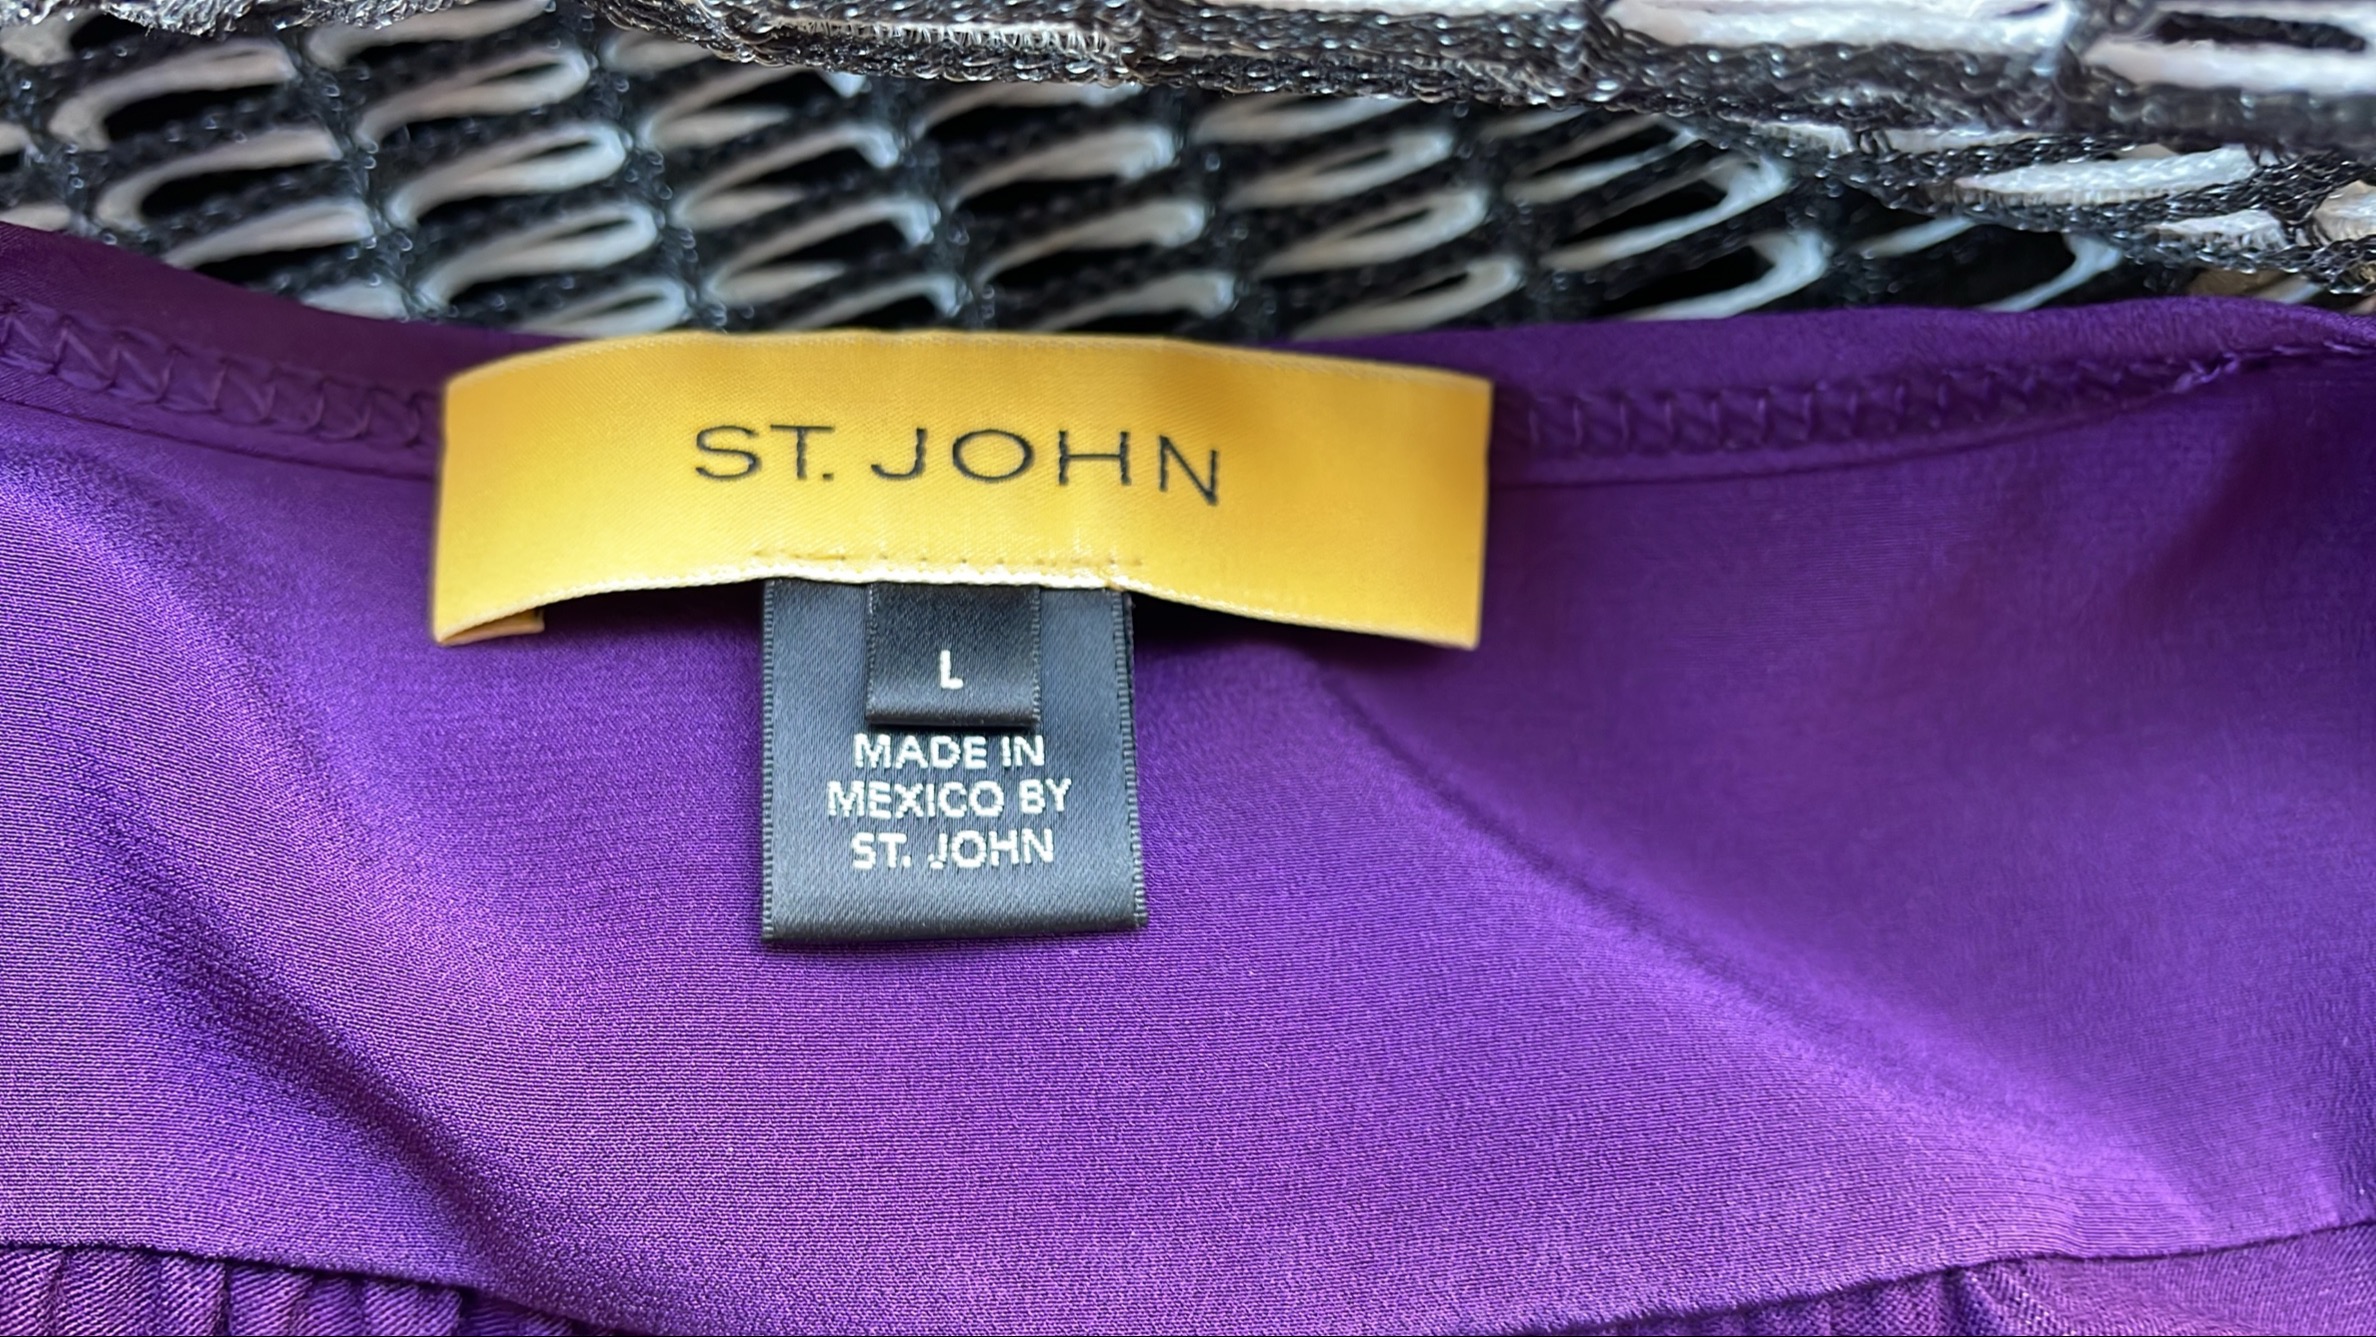 ST. JOHN
L
MADE IN
MEXICO BY
ST. JOHN